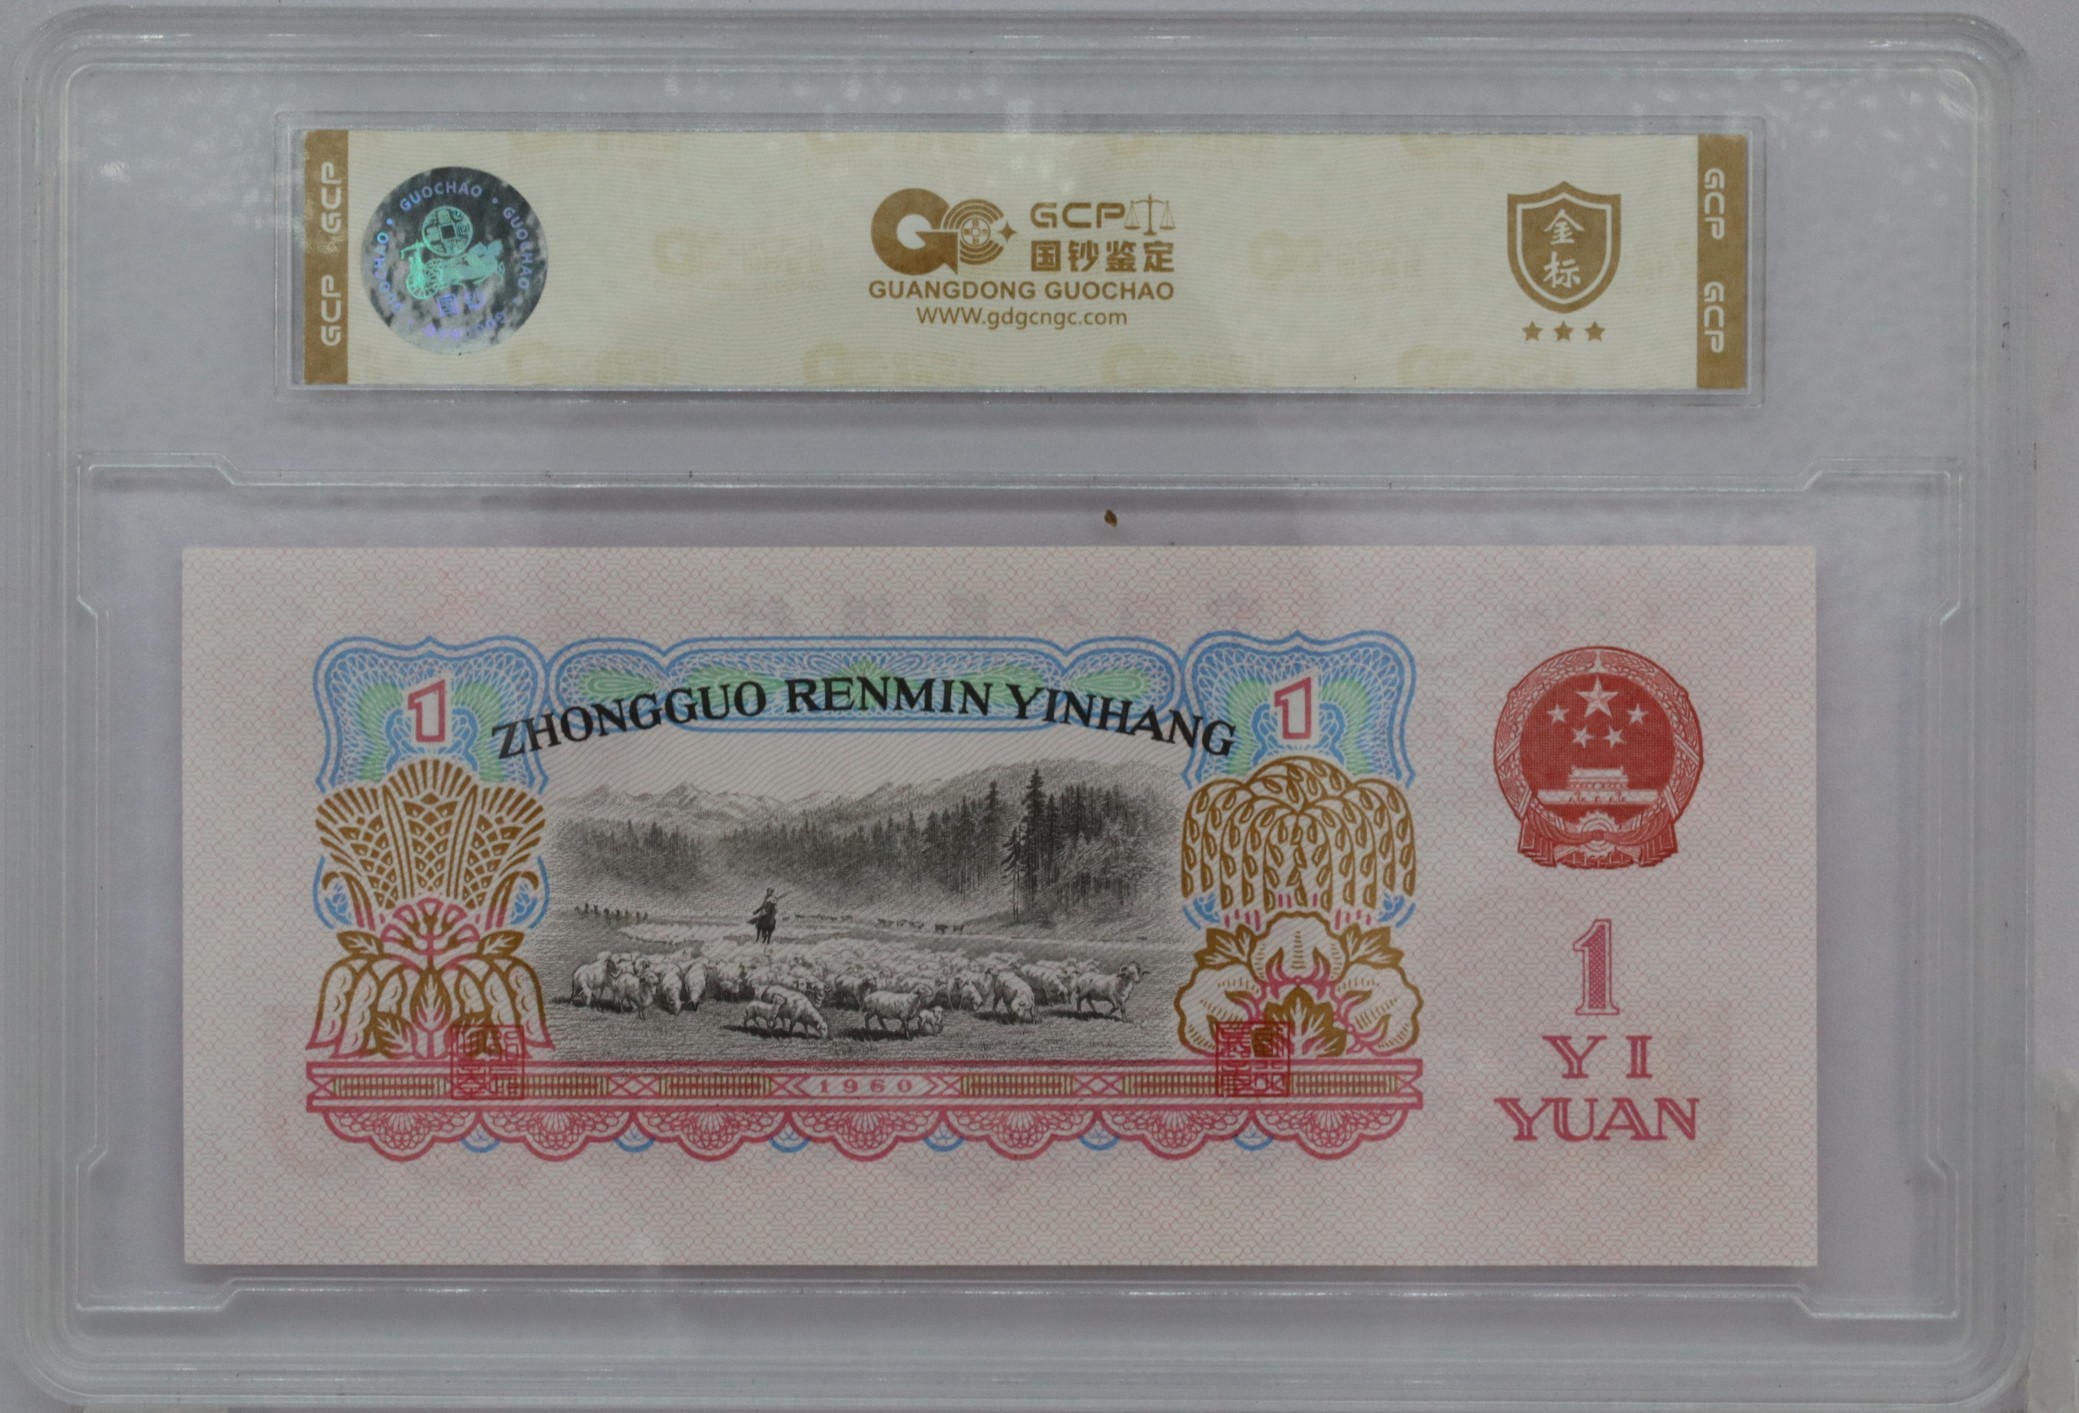 GCP GCP
GUOCHAO · GUOCHAO · GUOCHAO
GCP
国钞鉴定
GUANGDONG GUOCHAO
WWW.gdgcngc.com
金标
GCP GCP
ZHONGGUO RENMIN YINHANG
1
1
1960
1
YI
YUAN